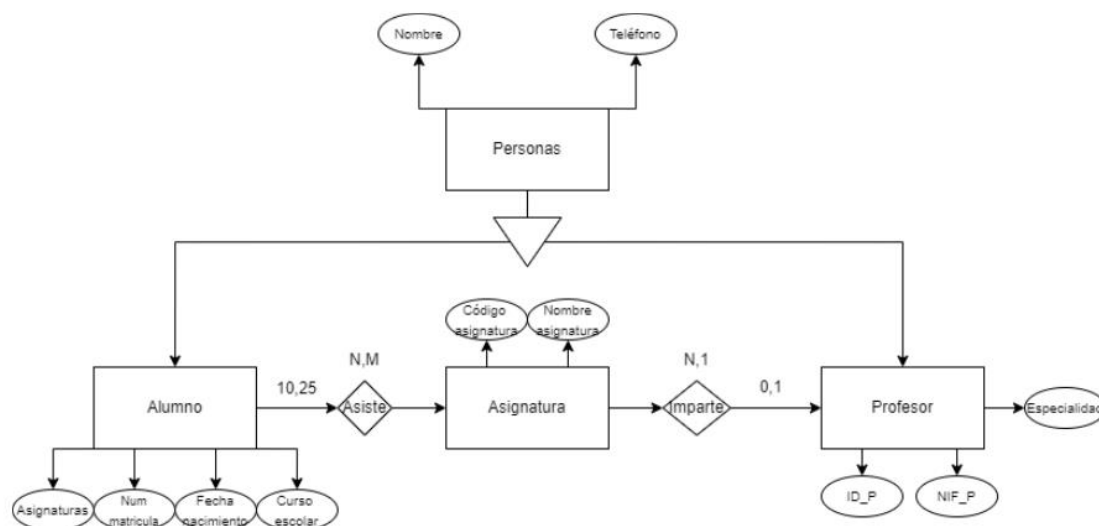 Nombre
Teléfono
Personas
Código
asignatura
Nombre
asignatura
N,M
N,1
10,25
0,1
Alumno
Asiste
Asignatura
Imparte
Profesor
Especialidad
Asignaturas
Num
matricula
Fecha
nacimiento
Curso
escolar
ID_P
NIF_P